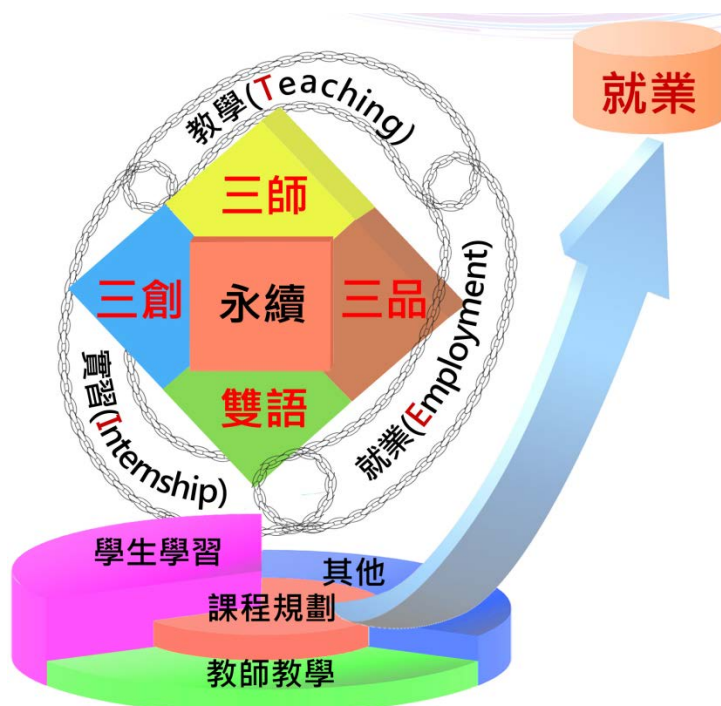 就業
教學(Teaching)
三師
三創
永續
三品
雙語
實習(Internship)
就業(Employment)
學生學習
其他
課程規劃
教師教學